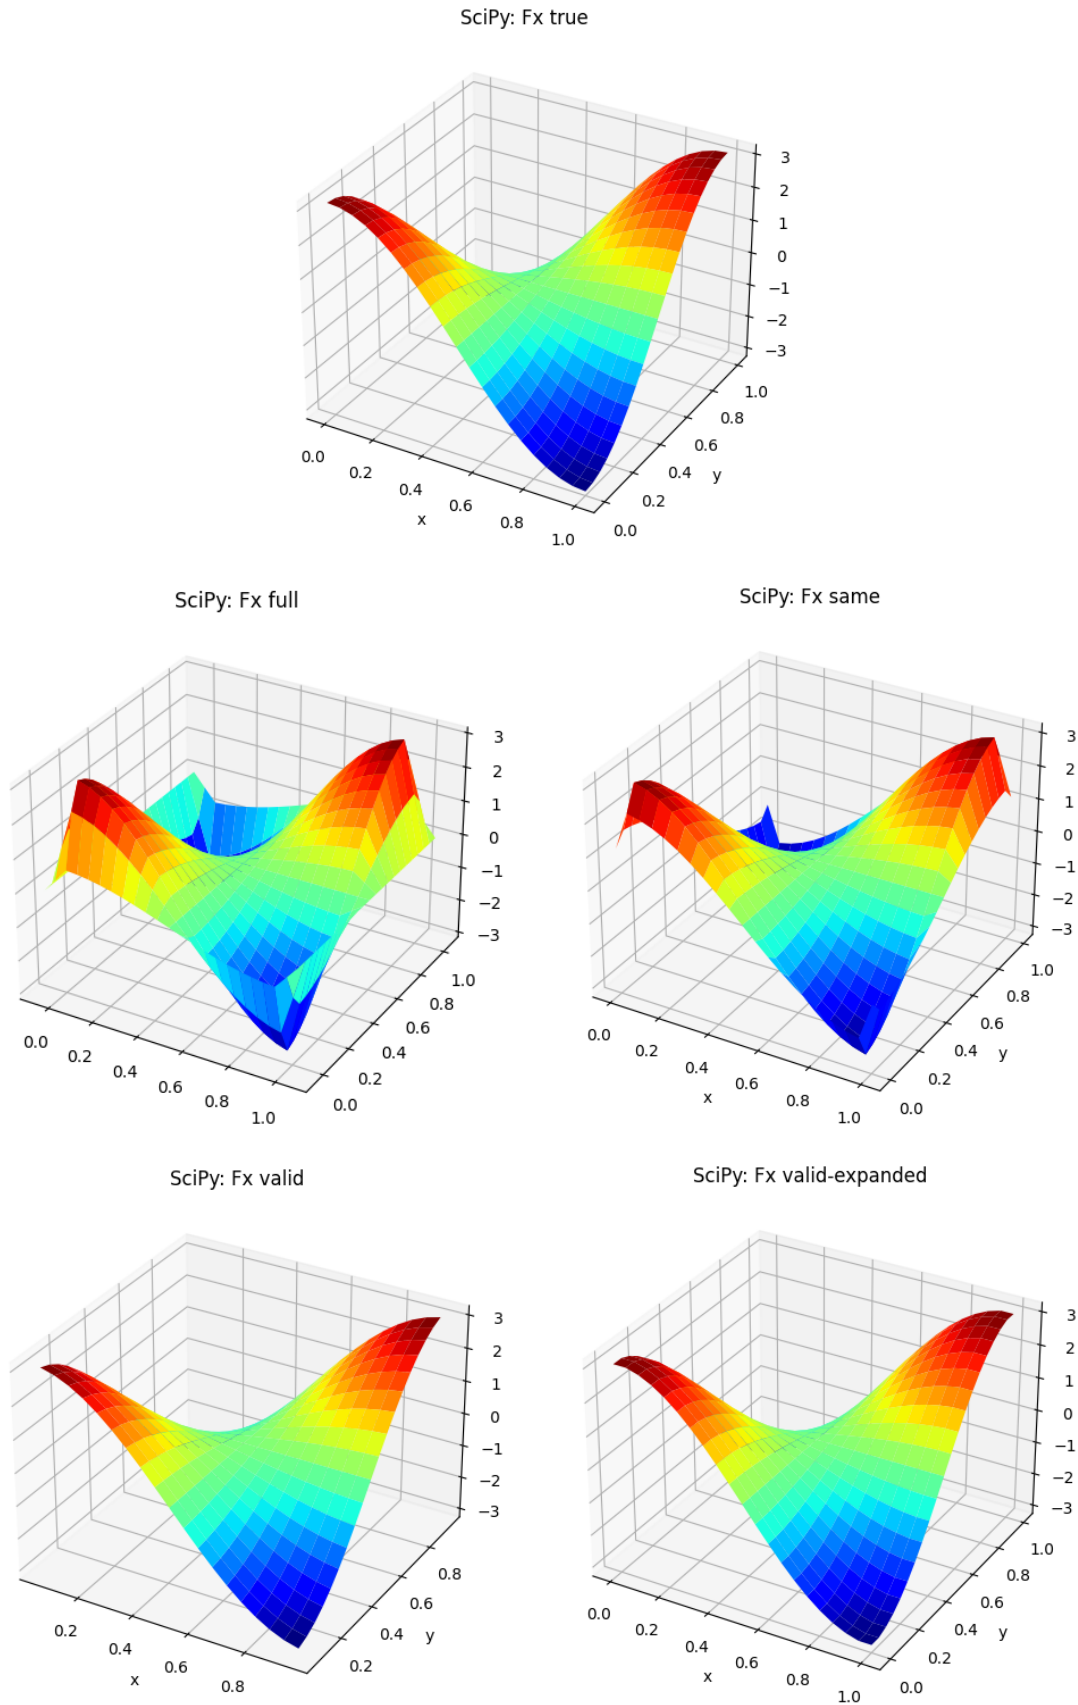 SciPy: Fx true
3
2
1
0
−1
−2
−3
0.0 0.2 0.4 0.6 0.8 1.0
x
0.0 0.2 0.4 0.6 0.8 1.0
y
SciPy: Fx full
3
2
1
0
−1
−2
−3
0.0 0.2 0.4 0.6 0.8 1.0
0.0 0.2 0.4 0.6 0.8 1.0
SciPy: Fx same
3
2
1
0
−1
−2
−3
0.0 0.2 0.4 0.6 0.8 1.0
x
0.0 0.2 0.4 0.6 0.8 1.0
y
SciPy: Fx valid
3
2
1
0
−1
−2
−3
0.2 0.4 0.6 0.8
x
0.2 0.4 0.6 0.8
y
SciPy: Fx valid-expanded
3
2
1
0
−1
−2
−3
0.0 0.2 0.4 0.6 0.8 1.0
x
0.0 0.2 0.4 0.6 0.8 1.0
y